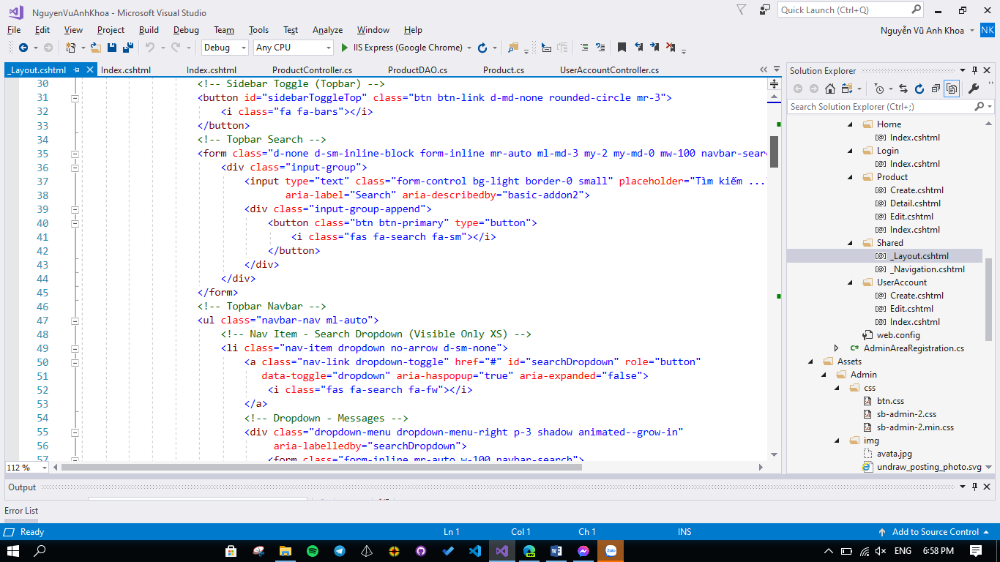 NguyenVuAnhKhoa - Microsoft Visual Studio
Quick Launch (Ctrl+Q)
File Edit View Project Build Debug Team Tools Test Analyze Window Help
Nguyễn Vũ Anh Khoa NK
Debug Any CPU IIS Express (Google Chrome)
_Layout.cshtml Index.cshtml Index.cshtml ProductController.cs ProductDAO.cs Product.cs UserAccountController.cs
30 <!-- Sidebar Toggle (Topbar) -->
31 <button id="sidebarToggleTop" class="btn btn-link d-md-none rounded-circle mr-3">
32 <i class="fa fa-bars"></i>
33 </button>
34 <!-- Topbar Search -->
35 <form class="d-none d-sm-inline-block form-inline mr-auto ml-md-3 my-2 my-md-0 mw-100 navbar-sear
36 <div class="input-group">
37 <input type="text" class="form-control bg-light border-0 small" placeholder="Tìm kiếm ..."
38 aria-label="Search" aria-describedby="basic-addon2">
39 <div class="input-group-append">
40 <button class="btn btn-primary" type="button">
41 <i class="fas fa-search fa-sm"></i>
42 </button>
43 </div>
44 </div>
45 </form>
46 <!-- Topbar Navbar -->
47 <ul class="navbar-nav ml-auto">
48 <!-- Nav Item - Search Dropdown (Visible Only XS) -->
49 <li class="nav-item dropdown no-arrow d-sm-none">
50 <a class="nav-link dropdown-toggle" href="#" id="searchDropdown" role="button"
51 data-toggle="dropdown" aria-haspopup="true" aria-expanded="false">
52 <i class="fas fa-search fa-fw"></i>
53 </a>
54 <!-- Dropdown - Messages -->
55 <div class="dropdown-menu dropdown-menu-right p-3 shadow animated--grow-in"
56 aria-labelledby="searchDropdown">
57 <form class="form-inline mr-auto w-100 navbar-search">
112 %
Solution Explorer
Search Solution Explorer (Ctrl+;)
Home
Index.cshtml
Login
Index.cshtml
Product
Create.cshtml
Detail.cshtml
Edit.cshtml
Index.cshtml
Shared
_Layout.cshtml
_Navigation.cshtml
UserAccount
Create.cshtml
Edit.cshtml
Index.cshtml
web.config
C# AdminAreaRegistration.cs
Assets
Admin
css
btn.css
sb-admin-2.css
sb-admin-2.min.css
img
avata.jpg
undraw_posting_photo.svg
Output
Error List
Ready Ln 1 Col 1 Ch 1 INS Add to Source Control
DEV W Zalo ENG 6:58 PM